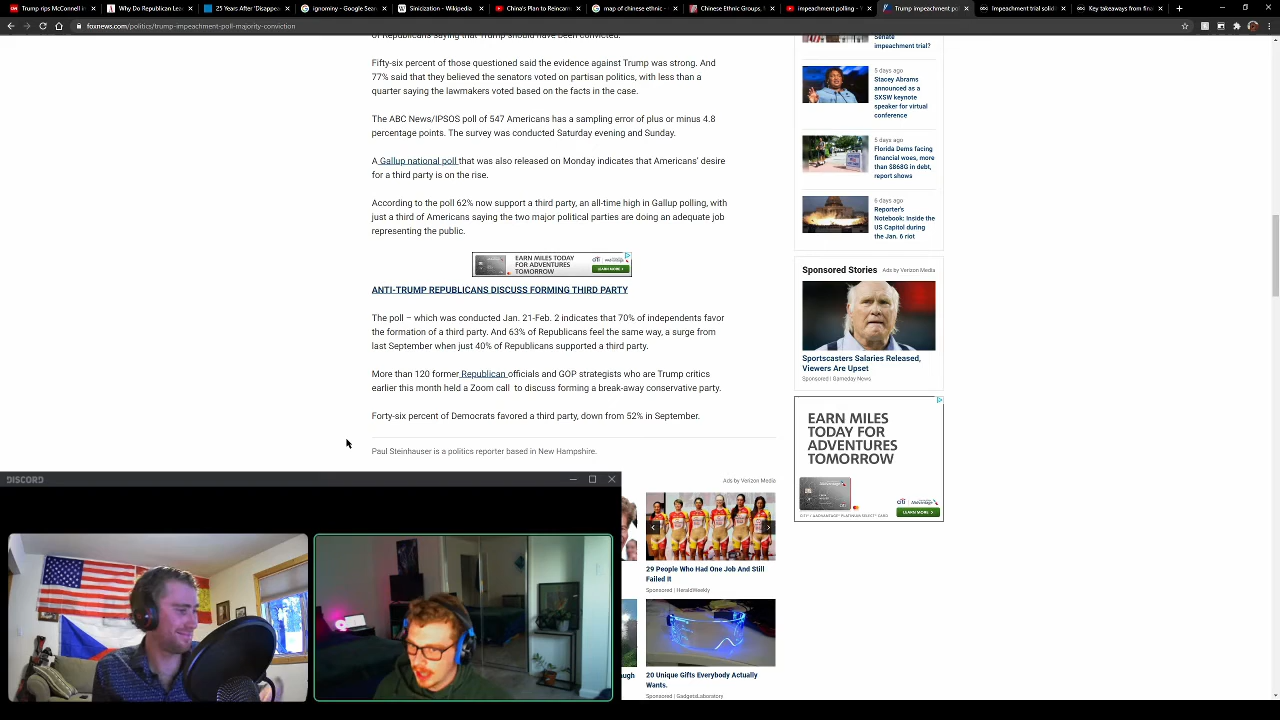 Trump rips McConnell in
Why Do Republican Lea
25 Years After 'Disappea
ignominy - Google Sear
Sinicization - Wikipedia
China's Plan to Reincarn
map of chinese ethnic -
Chinese Ethnic Groups,
impeachment polling -
Trump impeachment po
Impeachment trial solid
Key takeaways from fina
foxnews.com/politics/trump-impeachment-poll-majority-conviction
of Republicans saying that Trump should have been convicted.
Fifty-six percent of those questioned said the evidence against Trump was strong. And
77% said that they believed the senators voted on partisan politics, with less than a
quarter saying the lawmakers voted based on the facts in the case.
The ABC News/IPSOS poll of 547 Americans has a sampling error of plus or minus 4.8
percentage points. The survey was conducted Saturday evening and Sunday.
A Gallup national poll that was also released on Monday indicates that Americans' desire
for a third party is on the rise.
According to the poll 62% now support a third party, an all-time high in Gallup polling, with
just a third of Americans saying the two major political parties are doing an adequate job
representing the public.
EARN MILES TODAY
FOR ADVENTURES
TOMORROW
citi
LEARN MORE >
ANTI-TRUMP REPUBLICANS DISCUSS FORMING THIRD PARTY
The poll – which was conducted Jan. 21-Feb. 2 indicates that 70% of independents favor
the formation of a third party. And 63% of Republicans feel the same way, a surge from
last September when just 40% of Republicans supported a third party.
More than 120 former Republican officials and GOP strategists who are Trump critics
earlier this month held a Zoom call to discuss forming a break-away conservative party.
Forty-six percent of Democrats favored a third party, down from 52% in September.
Paul Steinhauser is a politics reporter based in New Hampshire.
Senate
impeachment trial?
5 days ago
Stacey Abrams
announced as a
SXSW keynote
speaker for virtual
conference
5 days ago
Florida Dems facing
financial woes, more
than $868G in debt,
report shows
6 days ago
Reporter's
Notebook: Inside the
US Capitol during
the Jan. 6 riot
Sponsored Stories
Ads by Verizon Media
Sportscasters Salaries Released,
Viewers Are Upset
Sponsored | Gameday News
EARN MILES
TODAY FOR
ADVENTURES
TOMORROW
citi
CITI® / AADVANTAGE® PLATINUM SELECT® CARD
LEARN MORE >
DISCORD
Ads by Verizon Media
29 People Who Had One Job And Still
Failed It
Sponsored | HeraldWeekly
ugh
20 Unique Gifts Everybody Actually
Wants.
Sponsored | GadgetsLaboratory